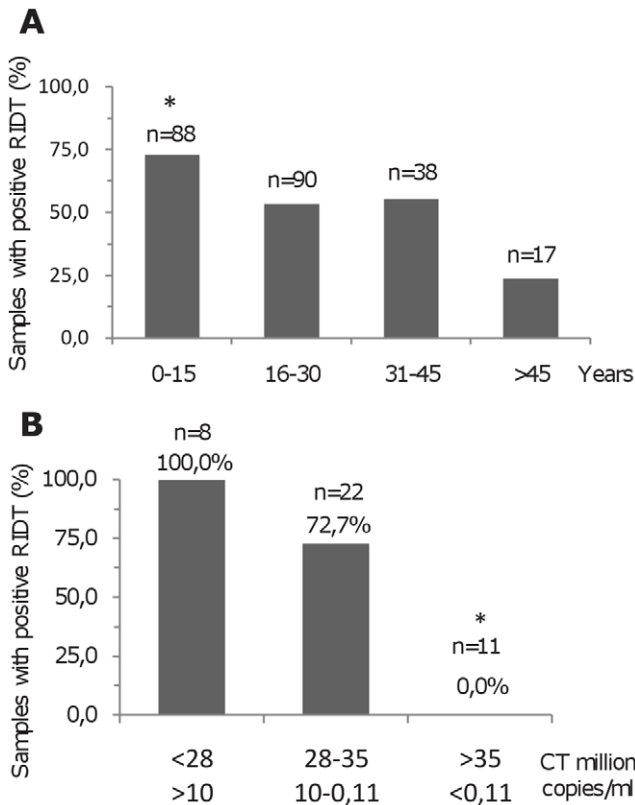 A
Samples with positive RIDT (%)
100,0
75,0
50,0
25,0
0,0
*
n=88
n=90
n=38
n=17
0-15 16-30 31-45 >45 Years
B
Samples with positive RIDT (%)
100,0
75,0
50,0
25,0
0,0
n=8
100,0%
n=22
72,7%
*
n=11
0,0%
<28 28-35 >35 CT million
>10 10-0,11 <0,11 copies/ml